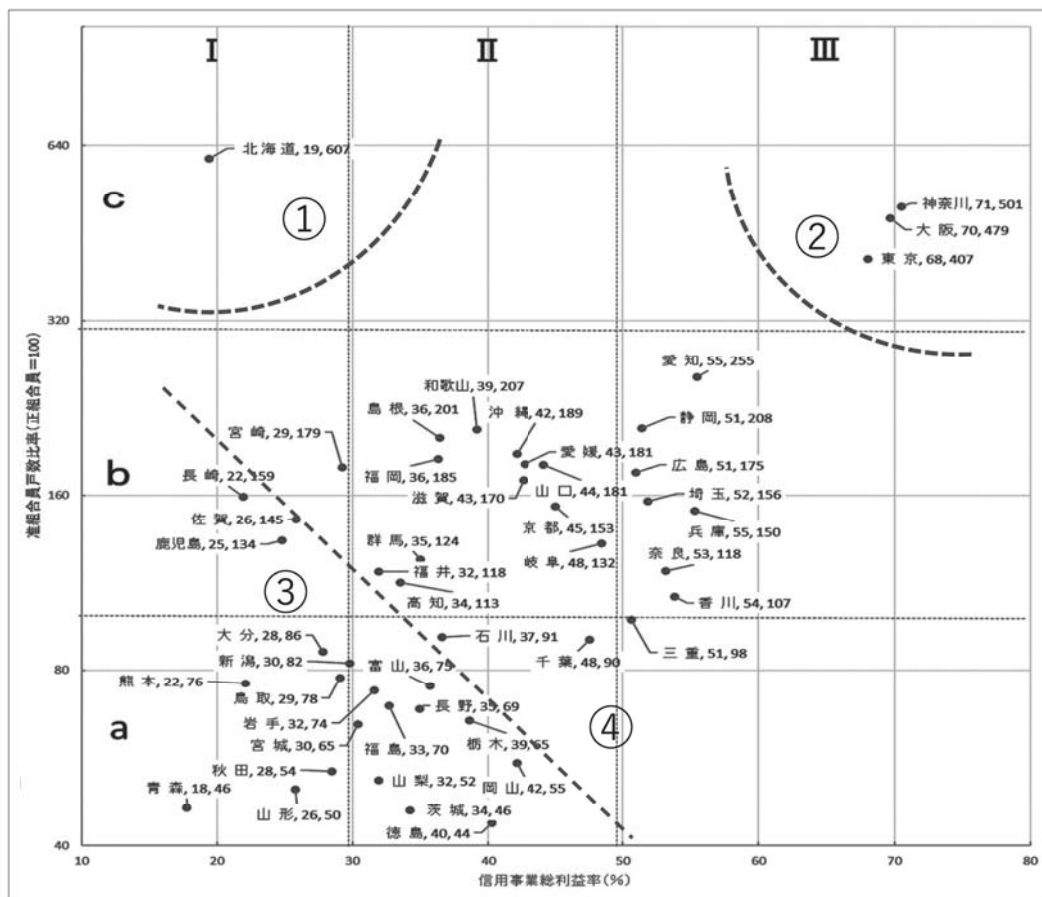 I II III
640
北海道,19,607
神奈川,71,501
大阪,70,479
c
①
②
東京,68,407
320
愛知,55,255
和歌山,39,207
島根,36,201
沖縄,42,189
静岡,51,208
宮崎,29,179
愛媛,43,181
広島,51,175
b
長崎,22,159
福岡,36,185
滋賀,43,170
山口,44,181
埼玉,52,156
160
佐賀,26,145
京都,45,153
兵庫,55,150
鹿児島,25,134
群馬,35,124
岐阜,48,132
奈良,53,118
福井,32,118
③
高知,34,113
香川,54,107
大分,28,86
石川,37,91
三重,51,98
新潟,30,82
富山,36,75
千葉,48,90
80
熊本,22,76
鳥取,29,78
長野,35,69
岩手,32,74
a
宮城,30,65
福島,33,70
栃木,39,65
④
秋田,28,54
山梨,32,52
岡山,42,55
青森,18,46
山形,26,50
茨城,34,46
徳島,40,44
40
10 20 30 40 50 60 70 80
信用事業総利益率(%)
准組合員戸数比率(正組合員=100)